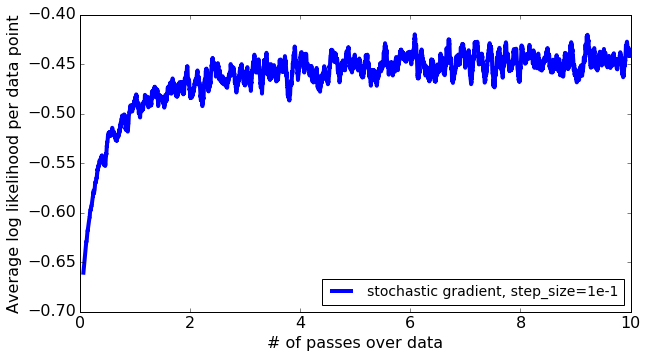 Average log likelihood per data point
−0.40
−0.45
−0.50
−0.55
−0.60
−0.65
−0.70
0 2 4 6 8 10
# of passes over data
stochastic gradient, step_size=1e-1